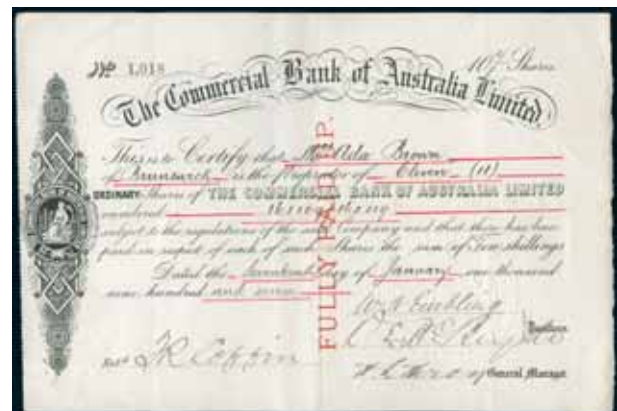 No 1,018 10/- Shares
The Commercial Bank of Australia Limited.
This is to Certify that Ada Brown
of Brunswick is the Proprietor of Eleven (11)
ORDINARY Shares of THE COMMERCIAL BANK OF AUSTRALIA LIMITED
numbered
subject to the regulations of the said Company and that there has been
paid in respect of each of such Shares the sum of Ten shillings
Dated the day of January one thousand
nine hundred and
FULLY PAID UP.
Directors.
General Manager